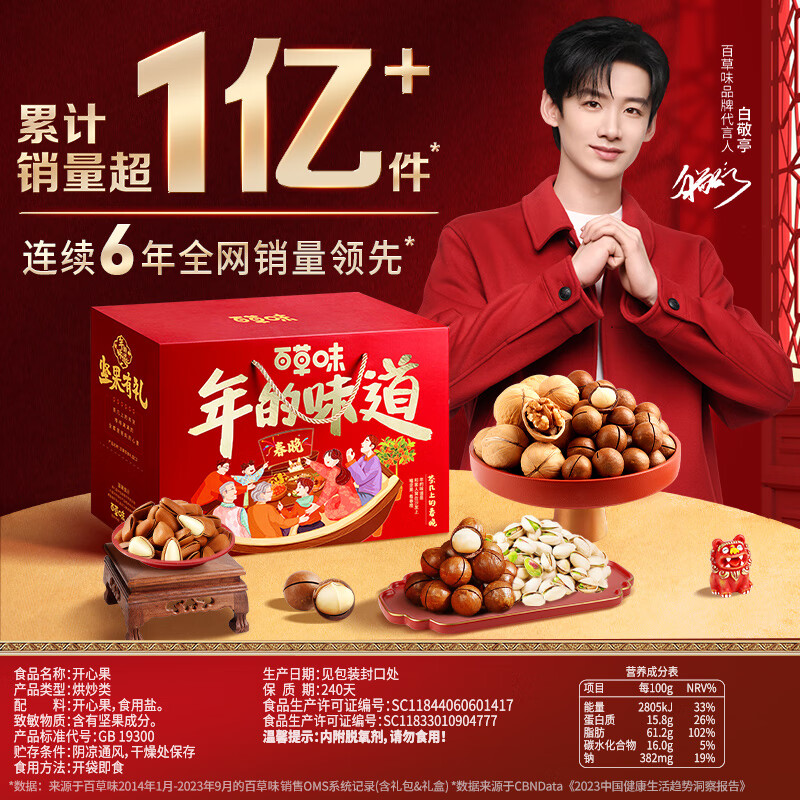 累计
销量超1亿+件*
连续6年全网销量领先*
百草味品牌代言人
白敬亭
百草味
坚果有礼
百草味
年的味道
春晚
茶几上的春晚
百草味
食品名称:开心果
产品类型:烘炒类
配 料:开心果,食用盐。
致敏物质:含有坚果成分。
产品标准代号:GB 19300
贮存条件:阴凉通风,干燥处保存
食用方法:开袋即食
生产日期:见包装封口处
保 质 期:240天
食品生产许可证编号:SC11844060601417
食品生产许可证编号:SC11833010904777
温馨提示:内附脱氧剂,请勿食用!
营养成分表
项目 每100g NRV%
能量 2805kJ 33%
蛋白质 15.8g 26%
脂肪 61.2g 102%
碳水化合物 16.0g 5%
钠 382mg 19%
*数据:来源于百草味2014年1月-2023年9月的百草味销售OMS系统记录(含礼包&礼盒) *数据来源于CBNData《2023中国健康生活趋势洞察报告》